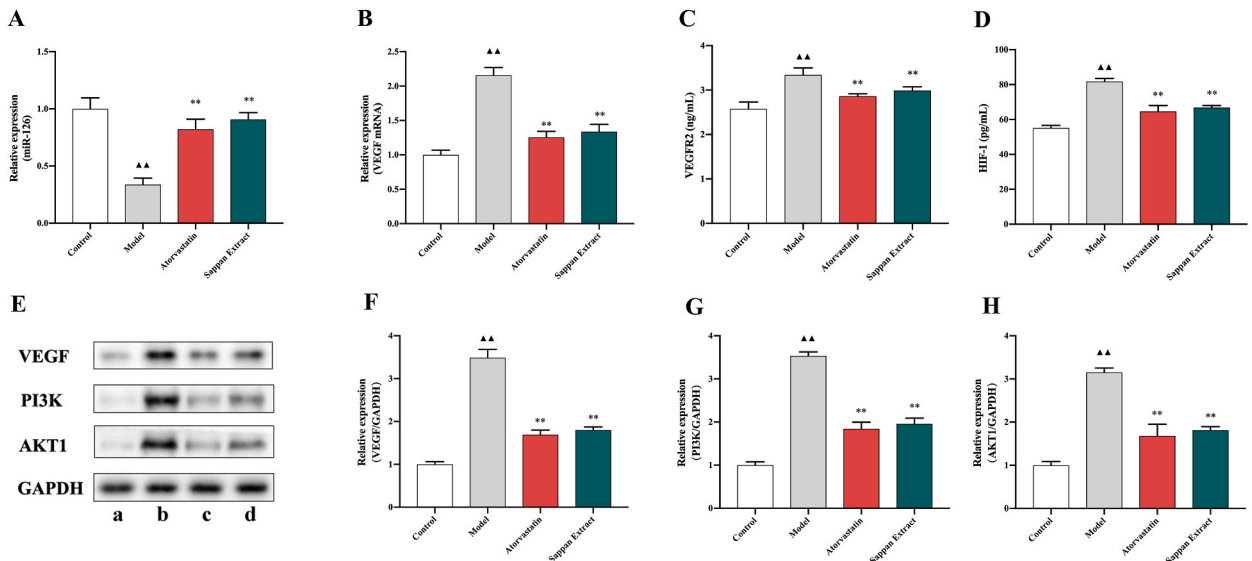 A
Relative expression
(miR-126)
1.5
1.0
0.5
0.0
▲▲
**
**
Control
Model
Atorvastatin
Sappan Extract
B
Relative expression
(VEGF mRNA)
2.5
2.0
1.5
1.0
0.5
0.0
▲▲
**
**
Control
Model
Atorvastatin
Sappan Extract
C
VEGFR2 (ng/mL)
4
3
2
1
0
▲▲
**
**
Control
Model
Atorvastatin
Sappan Extract
D
HIF-1 (pg/mL)
100
80
60
40
20
0
▲▲
**
**
Control
Model
Atorvastatin
Sappan Extract
E
VEGF
PI3K
AKT1
GAPDH
a b c d
F
Relative expression
(VEGF/GAPDH)
4
3
2
1
0
▲▲
**
**
Control
Model
Atorvastatin
Sappan Extract
G
Relative expression
(PI3K/GAPDH)
4
3
2
1
0
▲▲
**
**
Control
Model
Atorvastatin
Sappan Extract
H
Relative expression
(AKT1/GAPDH)
4
3
2
1
0
▲▲
**
**
Control
Model
Atorvastatin
Sappan Extract